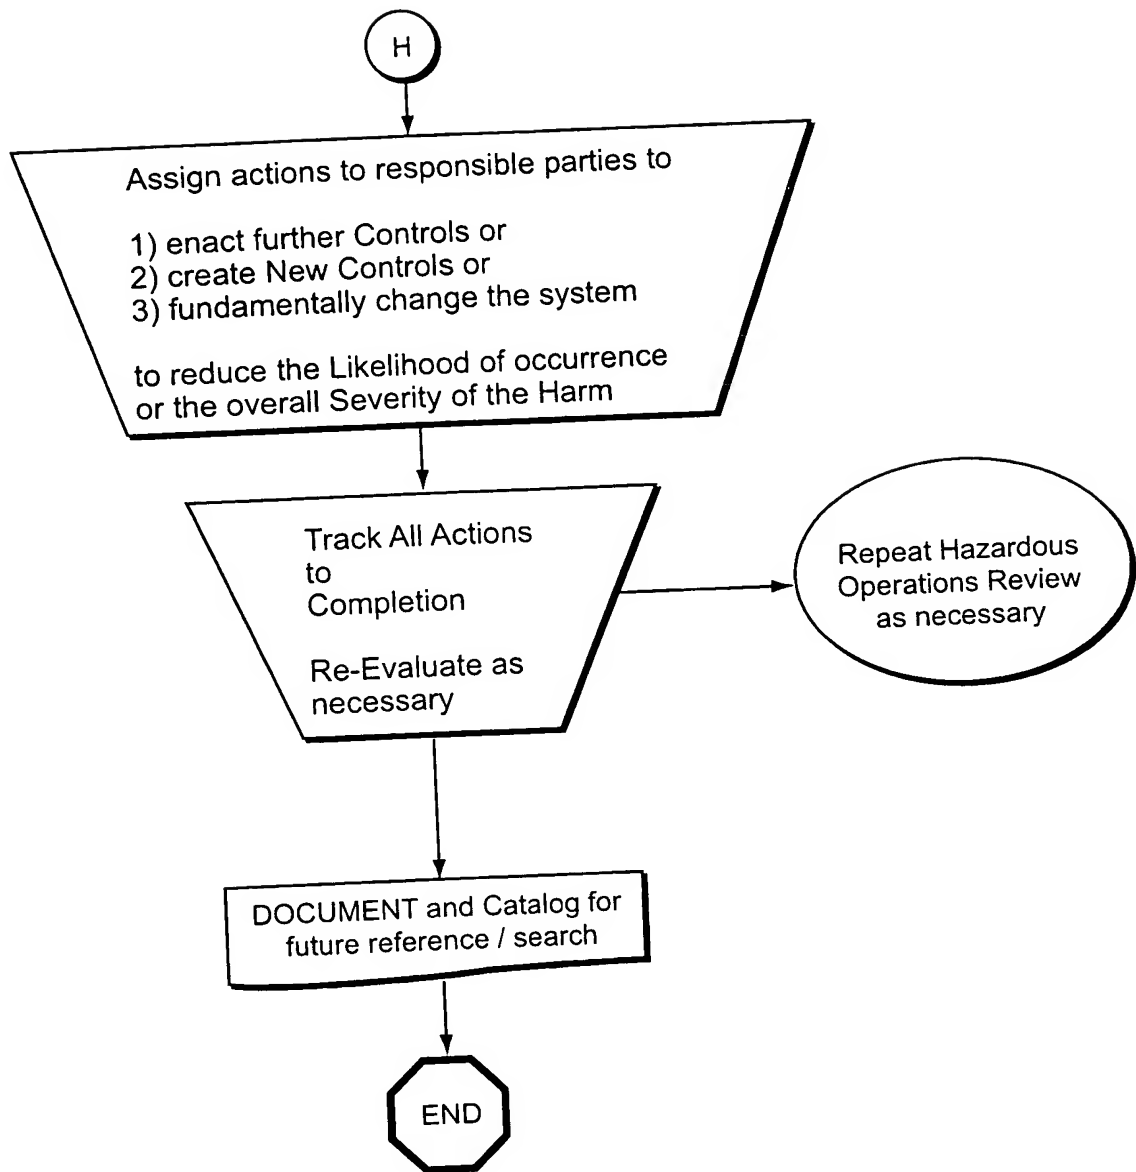 H
Assign actions to responsible parties to
1) enact further Controls or
2) create New Controls or
3) fundamentally change the system
to reduce the Likelihood of occurrence
or the overall Severity of the Harm
Track All Actions
to
Completion
Re-Evaluate as
necessary
Repeat Hazardous
Operations Review
as necessary
DOCUMENT and Catalog for
future reference / search
END